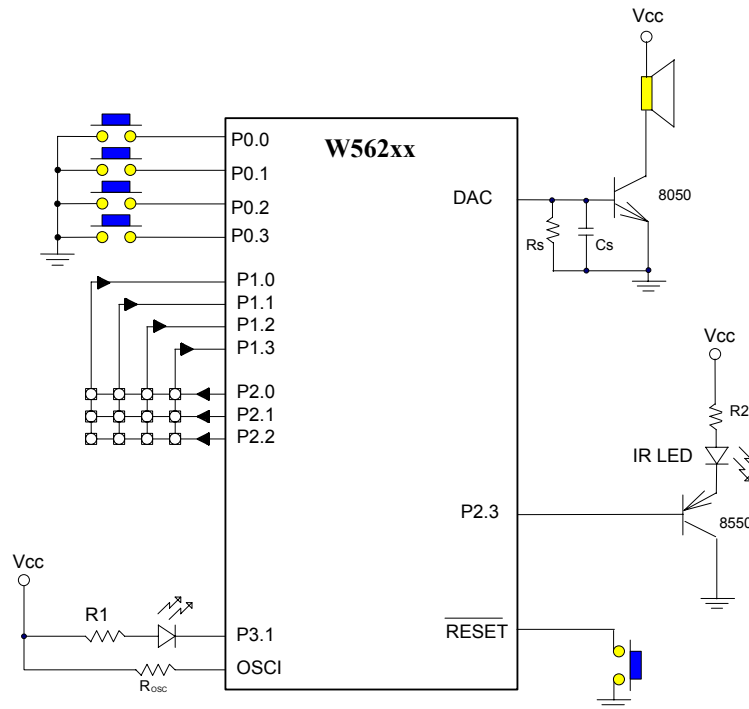 Vcc
W562xx
P0.0
P0.1
P0.2
P0.3
DAC
8050
Rs
Cs
P1.0
P1.1
P1.2
P1.3
P2.0
P2.1
P2.2
Vcc
R2
IR LED
P2.3
8550
Vcc
R1
P3.1
RESET
OSCI
Rosc